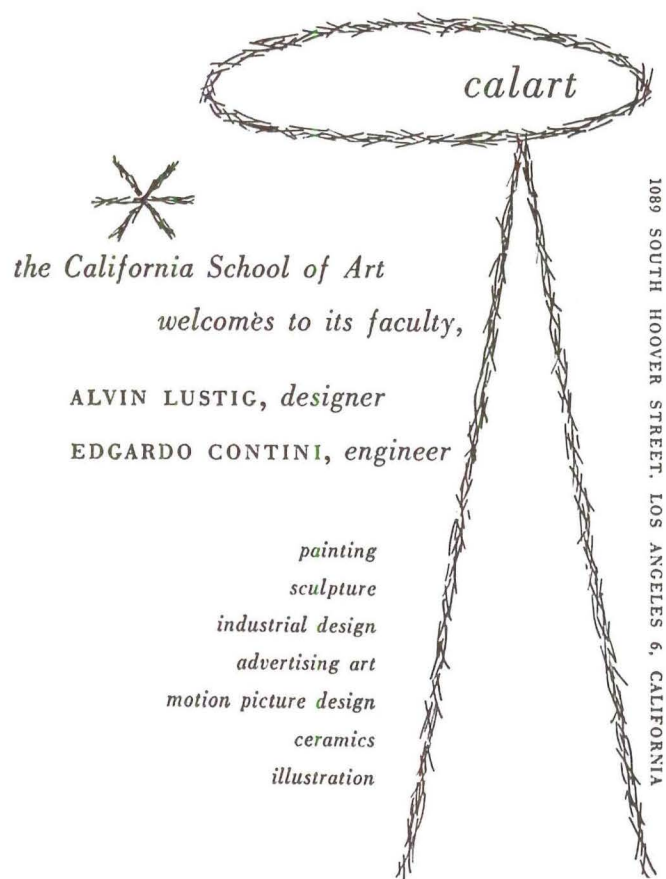 calart
the California School of Art
welcomes to its faculty,
ALVIN LUSTIG, designer
EDGARDO CONTINI, engineer
painting
sculpture
industrial design
advertising art
motion picture design
ceramics
illustration
1089 SOUTH HOOVER STREET, LOS ANGELES 6, CALIFORNIA